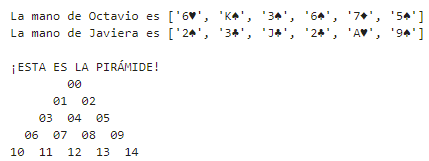 La mano de Octavio es ['6♥', 'K♠', '3♠', '6♠', '7♦', '5♠']
La mano de Javiera es ['2♠', '3♣', 'J♣', '2♣', 'A♥', '9♠']
¡ESTA ES LA PIRÁMIDE!
00
01 02
03 04 05
06 07 08 09
10 11 12 13 14